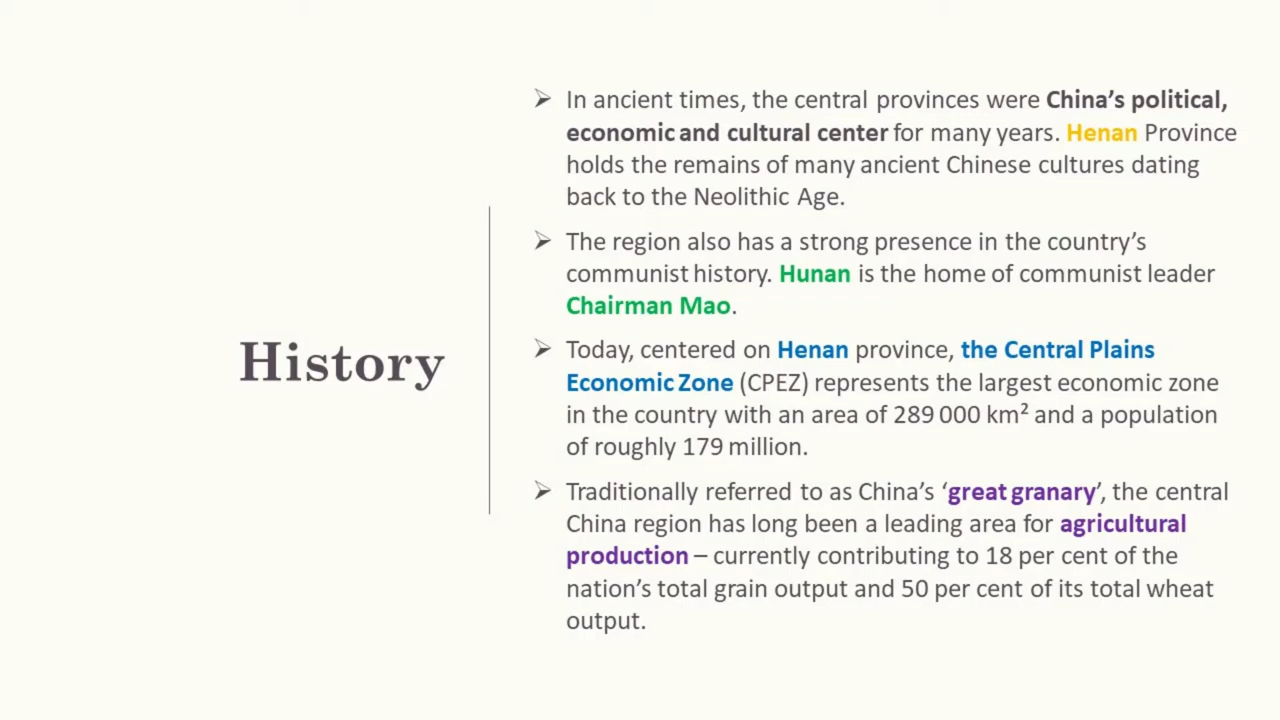 History
➢ In ancient times, the central provinces were China's political,
economic and cultural center for many years. Henan Province
holds the remains of many ancient Chinese cultures dating
back to the Neolithic Age.
➢ The region also has a strong presence in the country's
communist history. Hunan is the home of communist leader
Chairman Mao.
➢ Today, centered on Henan province, the Central Plains
Economic Zone (CPEZ) represents the largest economic zone
in the country with an area of 289 000 km² and a population
of roughly 179 million.
➢ Traditionally referred to as China's ‘great granary’, the central
China region has long been a leading area for agricultural
production – currently contributing to 18 per cent of the
nation's total grain output and 50 per cent of its total wheat
output.